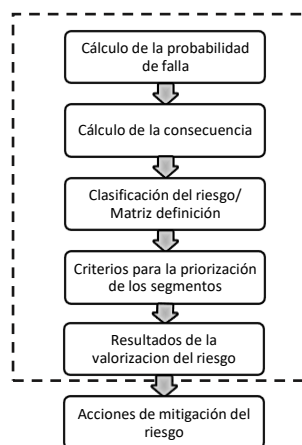 Cálculo de la probabilidad
de falla
Cálculo de la consecuencia
Clasificación del riesgo/
Matriz definición
Criterios para la priorización
de los segmentos
Resultados de la
valorizacion del riesgo
Acciones de mitigación del
riesgo